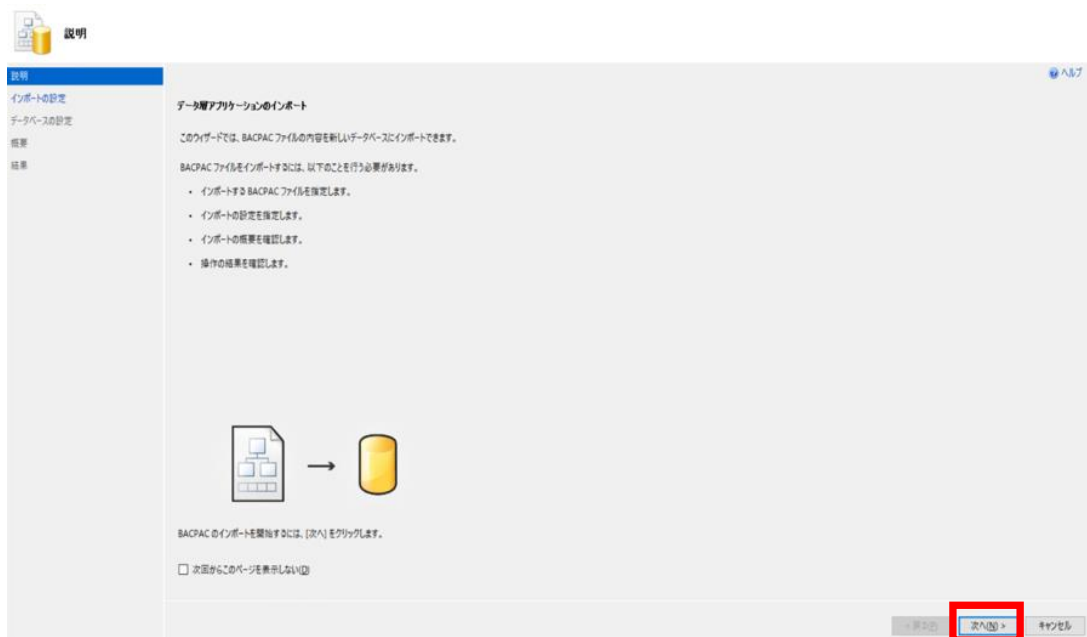 説明
説明
ヘルプ
インポートの設定
データベースの設定
概要
結果
データ層アプリケーションのインポート
このウィザードでは、BACPAC ファイルの内容を新しいデータベースにインポートできます。
BACPAC ファイルをインポートするには、以下のことを行う必要があります。
• インポートする BACPAC ファイルを指定します。
• インポートの設定を指定します。
• インポートの概要を確認します。
• 操作の結果を確認します。
BACPAC のインポートを開始するには、[次へ] をクリックします。
次回からこのページを表示しない(D)
< 戻る(P)
次へ(N) >
キャンセル